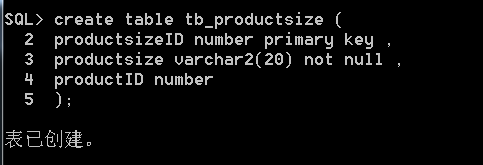 SQL> create table tb_productsize (
2 productsizeID number primary key ,
3 productsize varchar2(20) not null ,
4 productID number
5 );
表已创建。